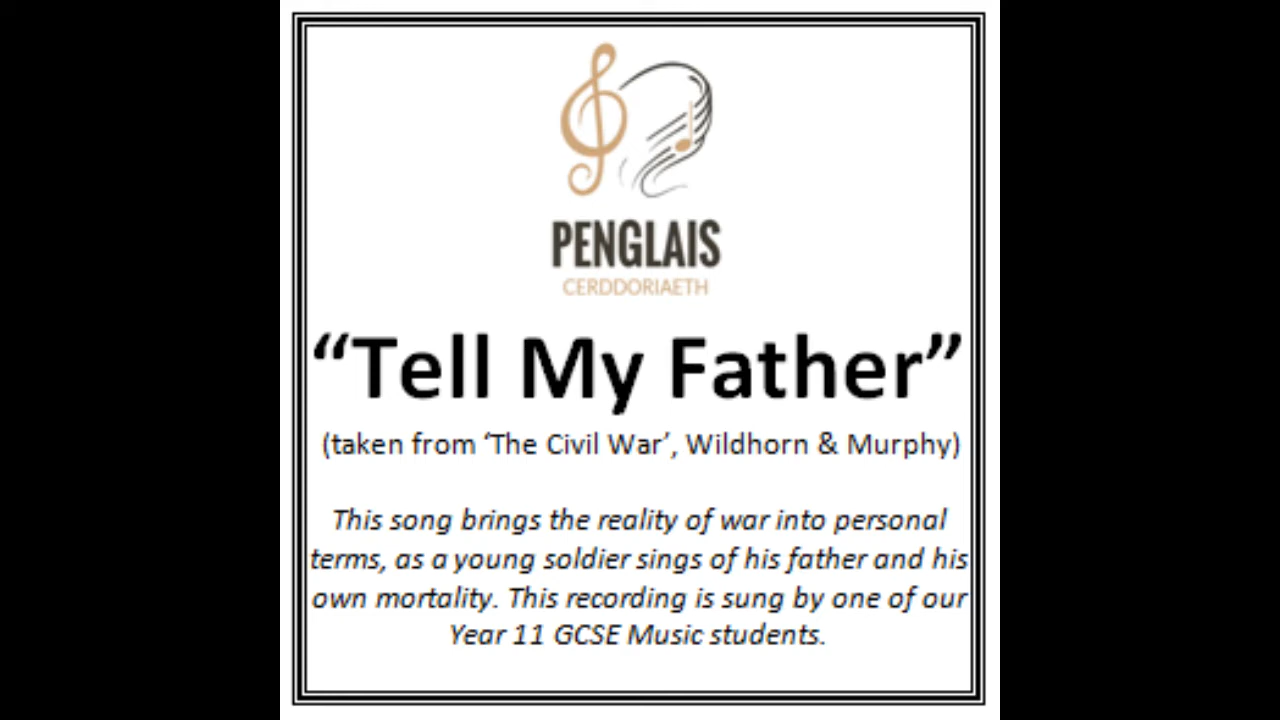 PENGLAIS
CERDDORIAETH
“Tell My Father”
(taken from ‘The Civil War’, Wildhorn & Murphy)
This song brings the reality of war into personal
terms, as a young soldier sings of his father and his
own mortality. This recording is sung by one of our
Year 11 GCSE Music students.